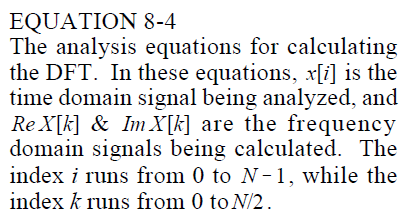 EQUATION 8-4
The analysis equations for calculating
the DFT. In these equations, x[i] is the
time domain signal being analyzed, and
Re X[k] & Im X[k] are the frequency
domain signals being calculated. The
index i runs from 0 to N-1, while the
index k runs from 0 to N/2.